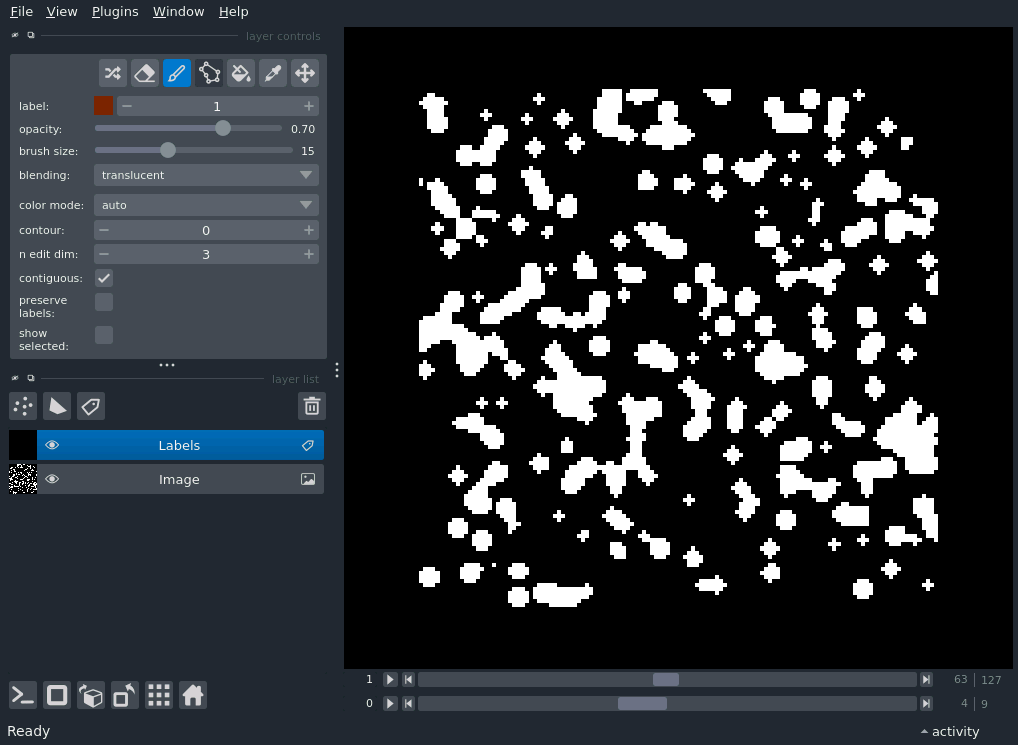 File View Plugins Window Help
layer controls
label: 1
opacity: 0.70
brush size: 15
blending: translucent
color mode: auto
contour: 0
n edit dim: 3
contiguous:
preserve
labels:
show
selected:
layer list
Labels
Image
1 63 127
0 4 9
Ready activity